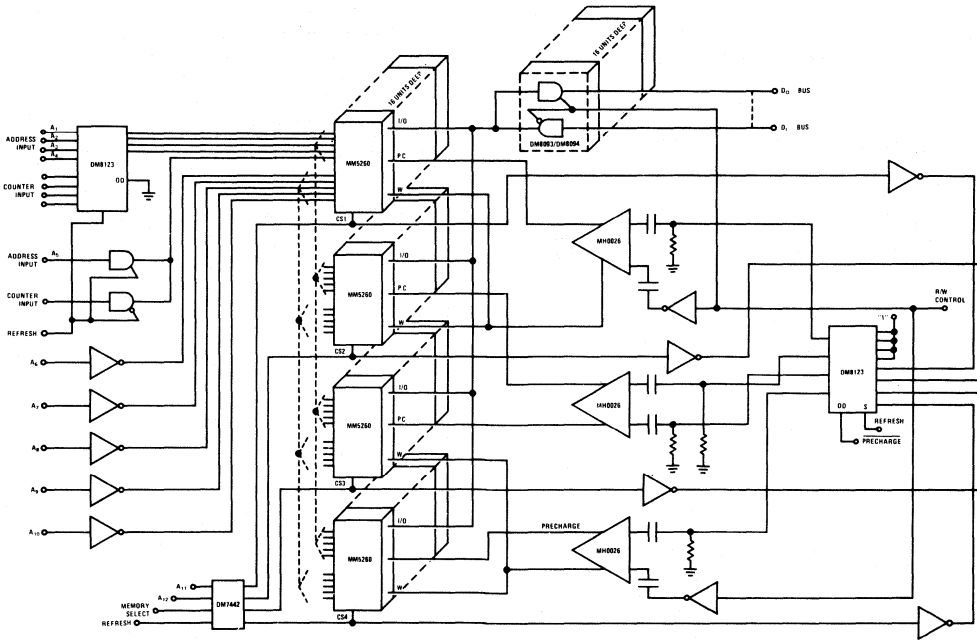 16 UNITS DEEP
16 UNITS DEEP
D₀ BUS
Dᵢ BUS
DM8093/DM8094
A₁
A₂
A₃
A₄
ADDRESS
INPUT
COUNTER
INPUT
DM8123
OD
I/O
PC
W
MM5260
CS1
ADDRESS
INPUT
A₅
COUNTER
INPUT
REFRESH
I/O
PC
W
MM5260
CS2
MH0026
R/W
CONTROL
"1"
DM8123
OD
S
REFRESH
PRECHARGE
A₆
A₇
A₈
A₉
A₁₀
I/O
PC
W
MM5260
CS3
MH0026
I/O
PRECHARGE
W
MM5260
CS4
MH0026
A₁₁
A₁₂
MEMORY
SELECT
REFRESH
DM7442